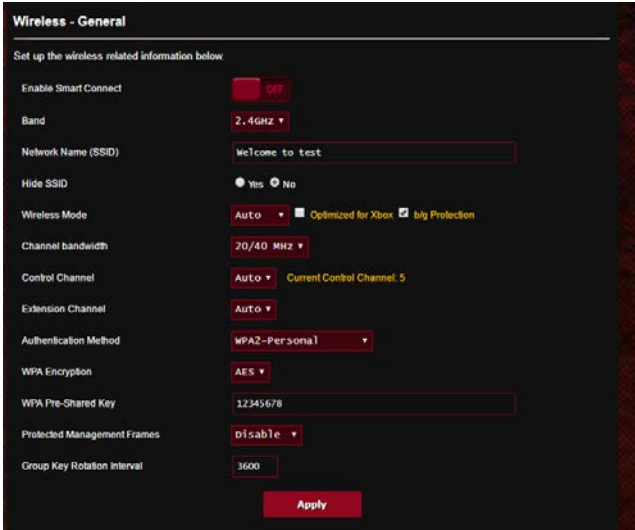 Wireless - General
Set up the wireless related information below.
Enable Smart Connect OFF
Band 2.4GHz
Network Name (SSID) Welcome to test
Hide SSID Yes No
Wireless Mode Auto Optimized for Xbox b/g Protection
Channel bandwidth 20/40 MHz
Control Channel Auto Current Control Channel: 5
Extension Channel Auto
Authentication Method WPA2-Personal
WPA Encryption AES
WPA Pre-Shared Key 12345678
Protected Management Frames Disable
Group Key Rotation Interval 3600
Apply